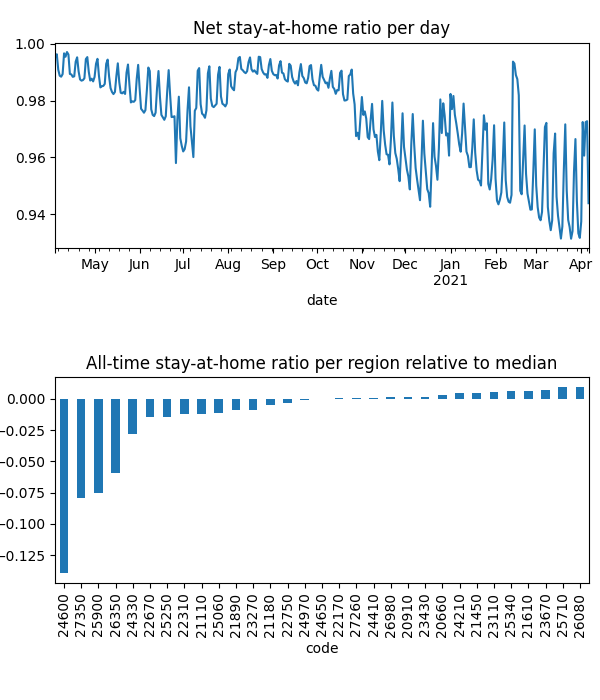 Net stay-at-home ratio per day
1.00
0.98
0.96
0.94
May Jun Jul Aug Sep Oct Nov Dec Jan Feb Mar Apr
2021
date
All-time stay-at-home ratio per region relative to median
0.000
−0.025
−0.050
−0.075
−0.100
−0.125
24600 27350 25900 26350 24330 22670 25250 22310 21110 25060 21890 23270 21180 22750 24970 24650 22170 27260 24410 26980 20910 23430 20660 24210 21450 23110 25340 21610 23670 25710 26080
code